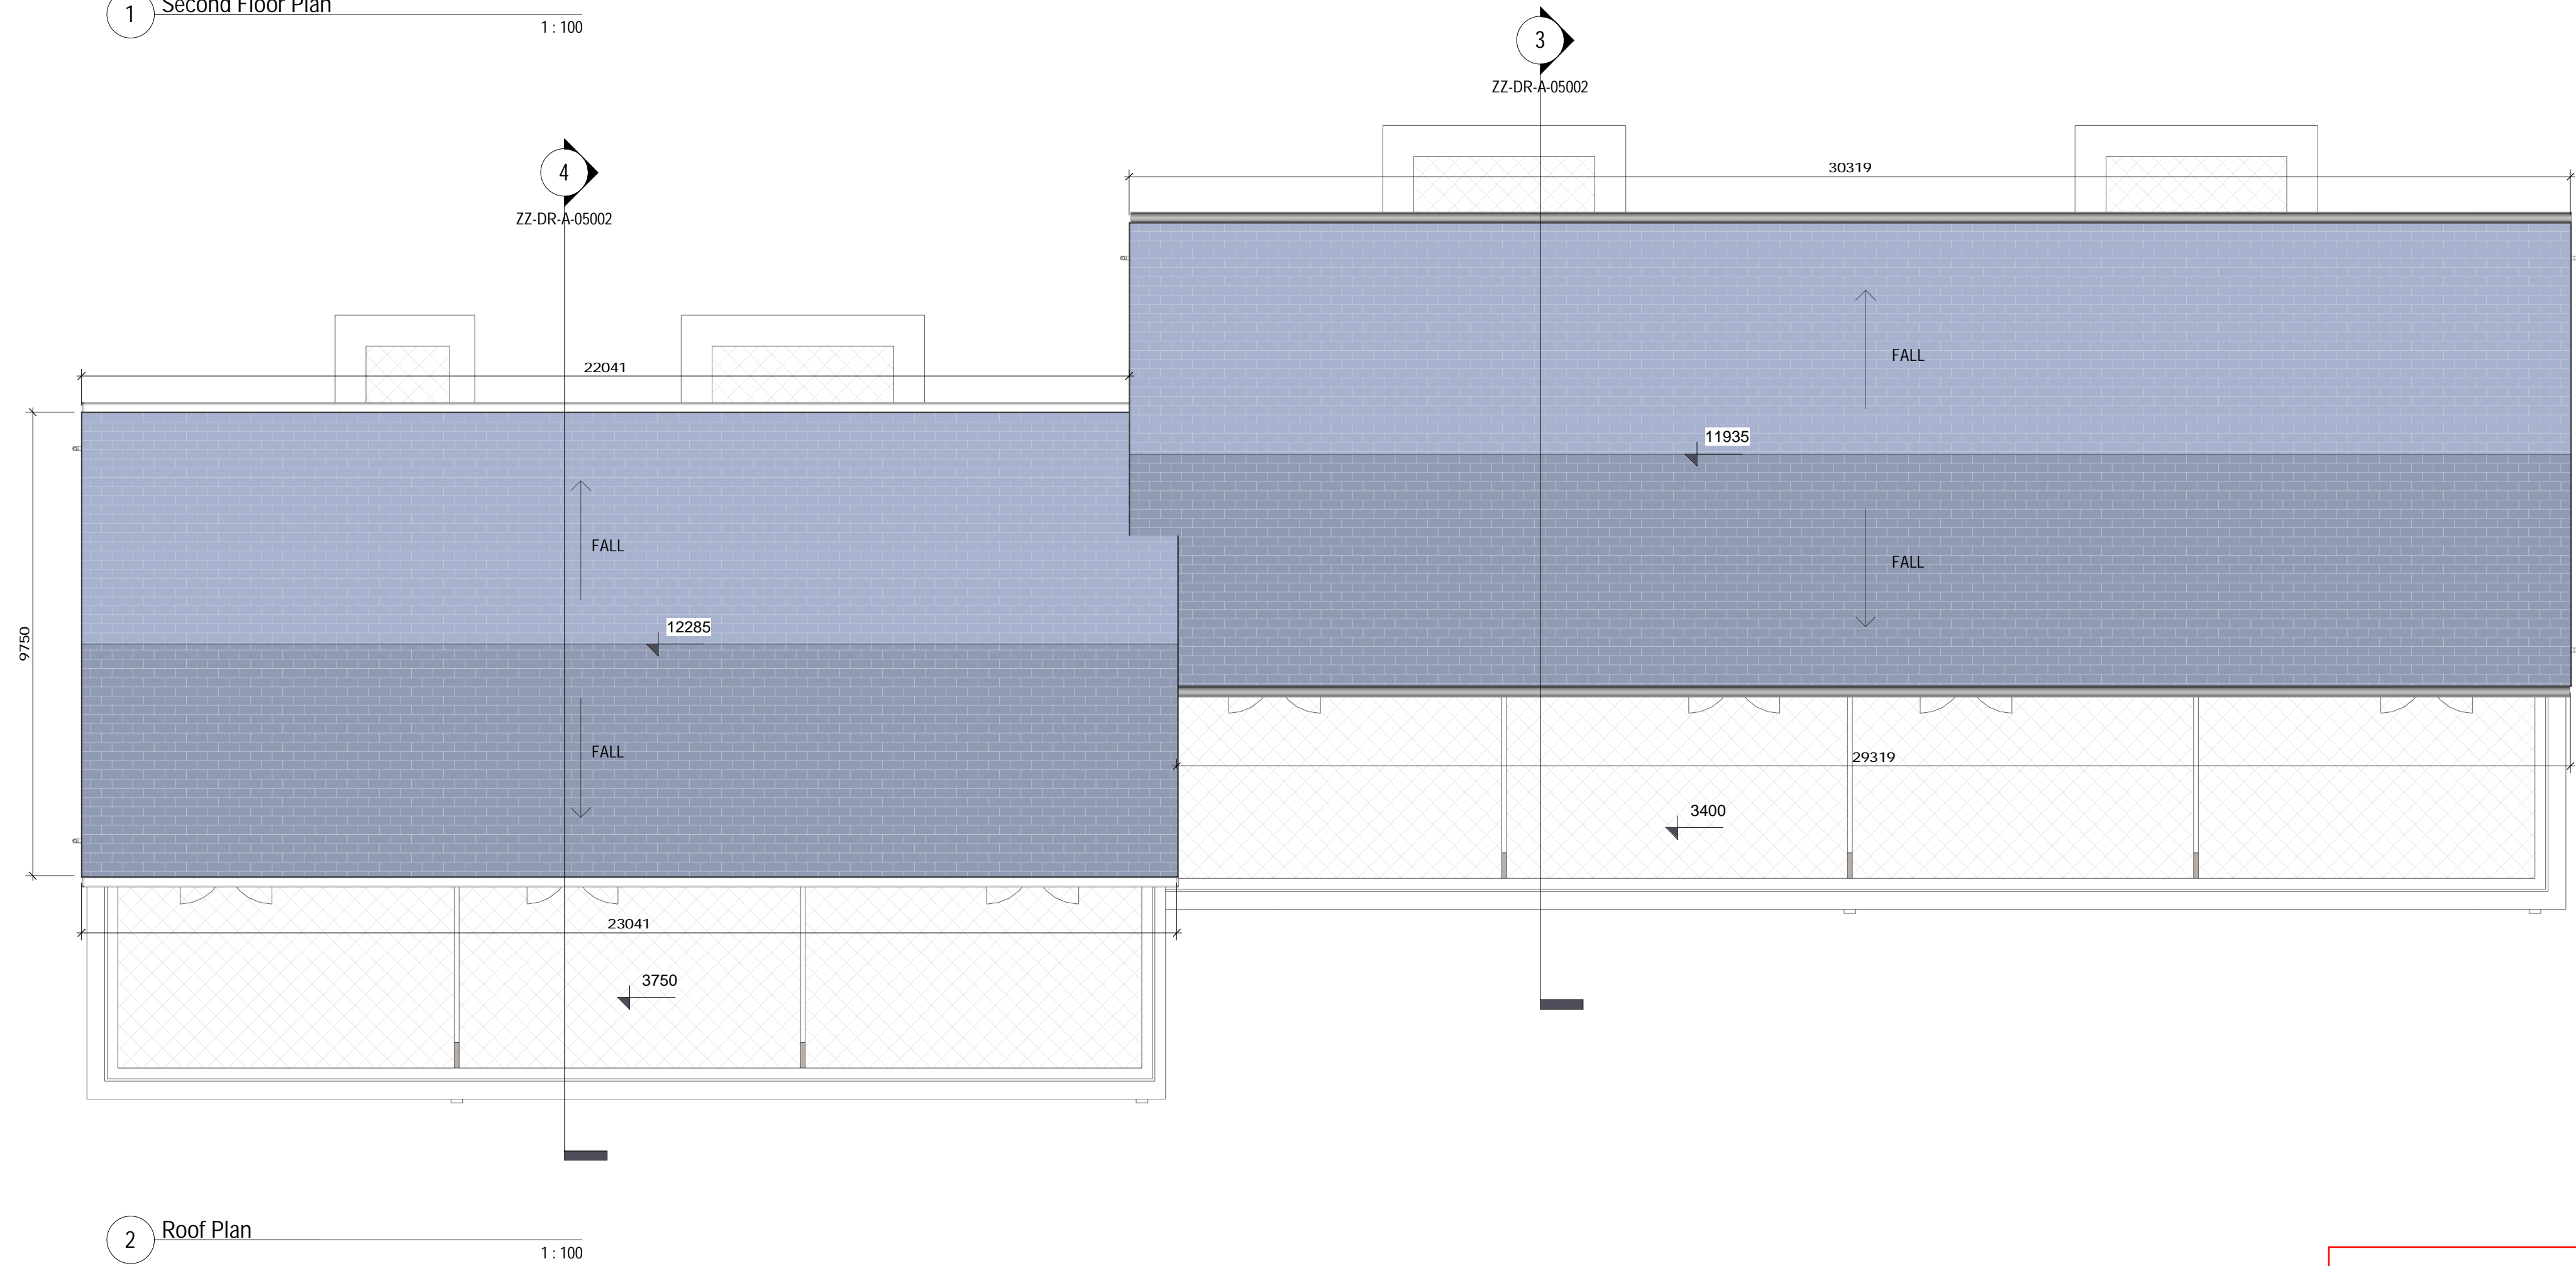 1
Second Floor Plan
1 : 100
3
ZZ-DR-A-05002
4
ZZ-DR-A-05002
30319
22041
FALL
11935
FALL
9750
FALL
12285
FALL
29319
3400
23041
3750
2
Roof Plan
1 : 100